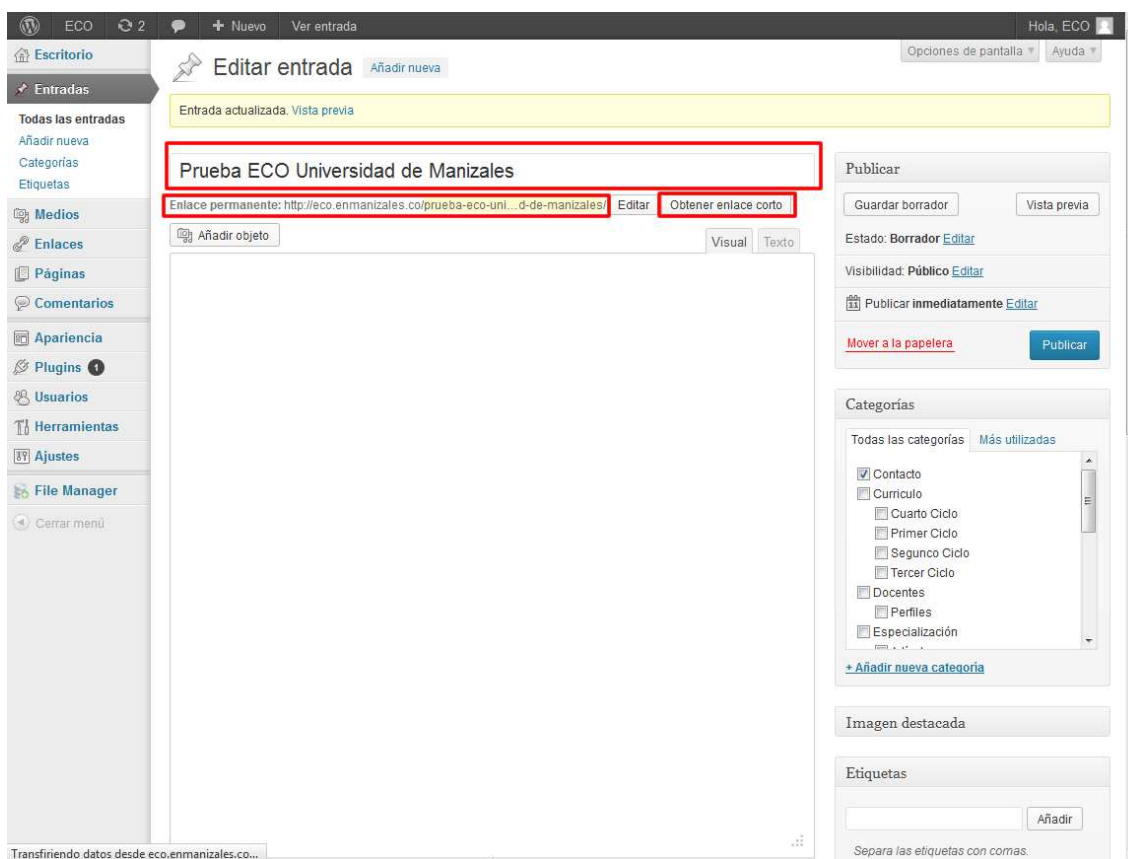 ECO 2 + Nuevo Ver entrada Hola, ECO
Escritorio
Entradas
Todas las entradas
Añadir nueva
Categorías
Etiquetas
Medios
Enlaces
Páginas
Comentarios
Apariencia
Plugins 1
Usuarios
Herramientas
Ajustes
File Manager
Cerrar menú
Opciones de pantalla Ayuda
Editar entrada Añadir nueva
Entrada actualizada. Vista previa
Prueba ECO Universidad de Manizales
Enlace permanente: http://eco.enmanizales.co/prueba-eco-uni...d-de-manizales/ Editar Obtener enlace corto
Añadir objeto Visual Texto
Publicar
Guardar borrador Vista previa
Estado: Borrador Editar
Visibilidad: Público Editar
Publicar inmediatamente Editar
Mover a la papelera Publicar
Categorías
Todas las categorías Más utilizadas
Contacto
Curriculo
Cuarto Ciclo
Primer Ciclo
Segunco Ciclo
Tercer Ciclo
Docentes
Perfiles
Especialización
+ Añadir nueva categoría
Imagen destacada
Etiquetas
Añadir
Separa las etiquetas con comas.
Transfiriendo datos desde eco.enmanizales.co...